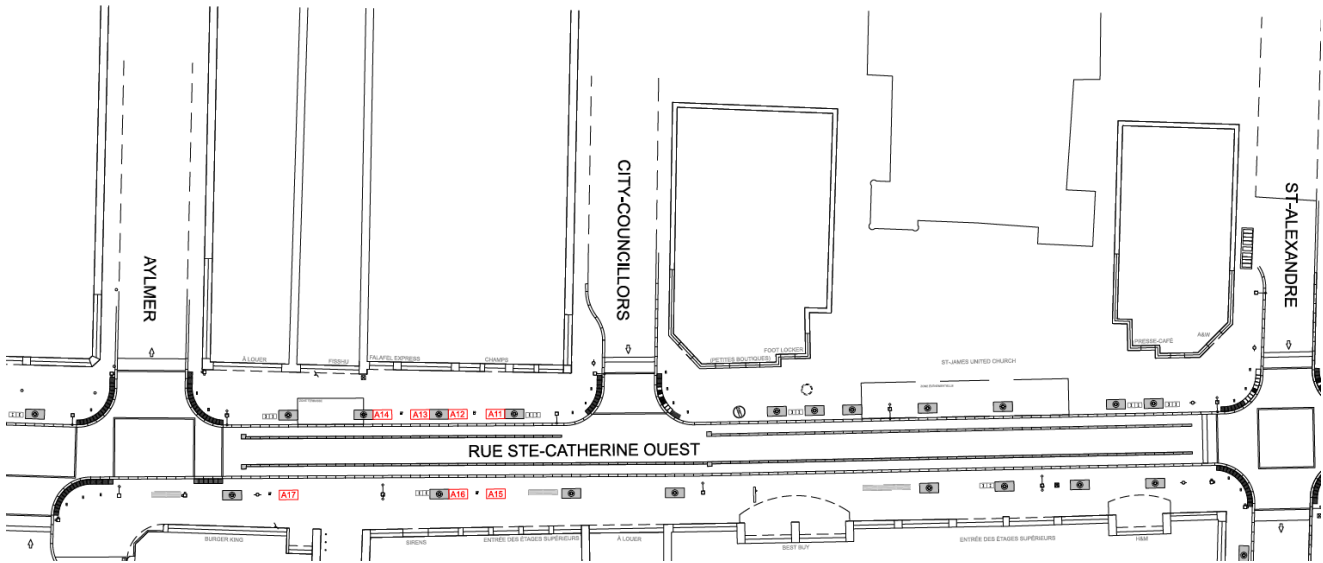 CITY-COUNCILLORS
ST-ALEXANDRE
AYLMER
À LOUER
FISSHU
FALAFEL EXPRESS
CHAMPS
(PETITES BOUTIQUES)
FOOT LOCKER
ST-JAMES UNITED CHURCH
PRESSE-CAFÉ
A&W
A14
A13
A12
A11
RUE STE-CATHERINE OUEST
A17
A16
A15
BURGER KING
SIRENS
ENTRÉE DES ÉTAGES SUPÉRIEURS
À LOUER
BEST BUY
ENTRÉE DES ÉTAGES SUPÉRIEURS
H&M